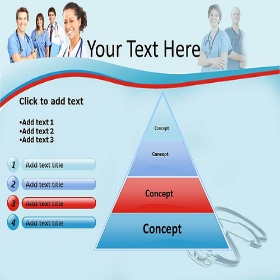 Your Text Here
Click to add text
•Add text 1
•Add text 2
•Add text 3
1 Add text title
2 Add text title
3 Add text title
4 Add text title
Concept
Concept
Concept
Concept